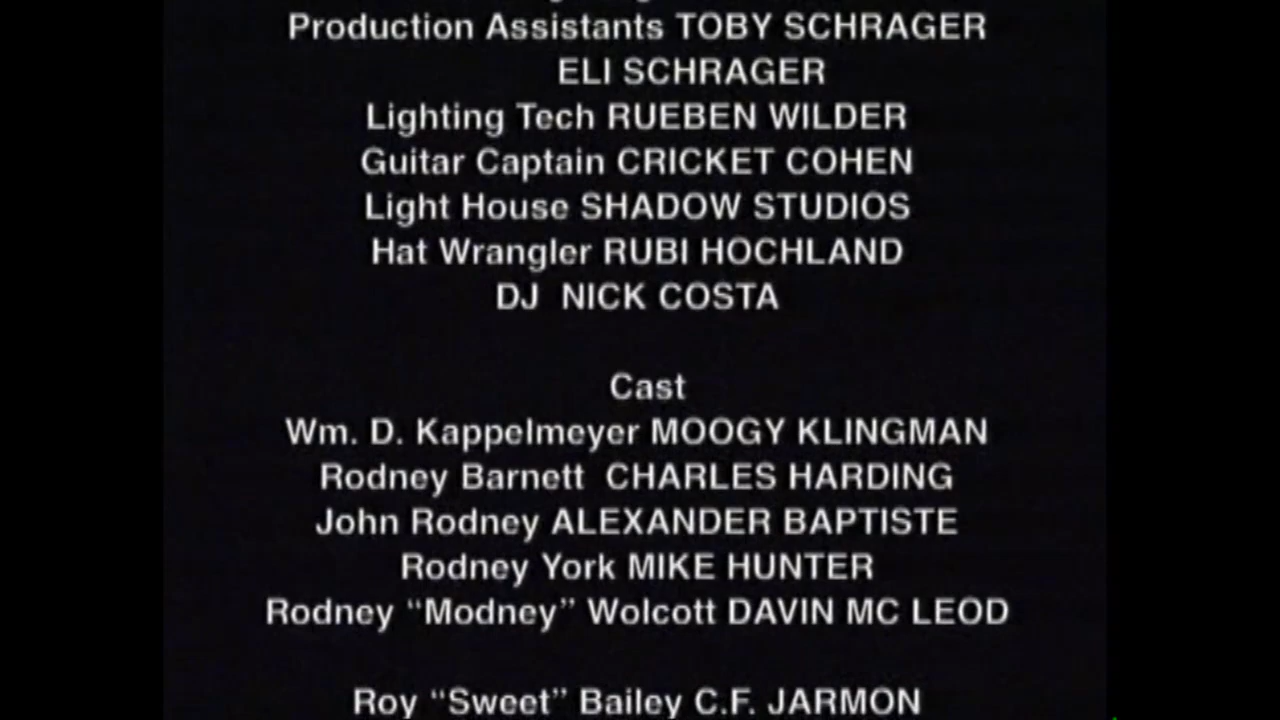 Production Assistants TOBY SCHRAGER
ELI SCHRAGER
Lighting Tech RUEBEN WILDER
Guitar Captain CRICKET COHEN
Light House SHADOW STUDIOS
Hat Wrangler RUBI HOCHLAND
DJ NICK COSTA
Cast
Wm. D. Kappelmeyer MOOGY KLINGMAN
Rodney Barnett CHARLES HARDING
John Rodney ALEXANDER BAPTISTE
Rodney York MIKE HUNTER
Rodney “Modney” Wolcott DAVIN MC LEOD
Roy “Sweet” Bailey C.F. JARMON